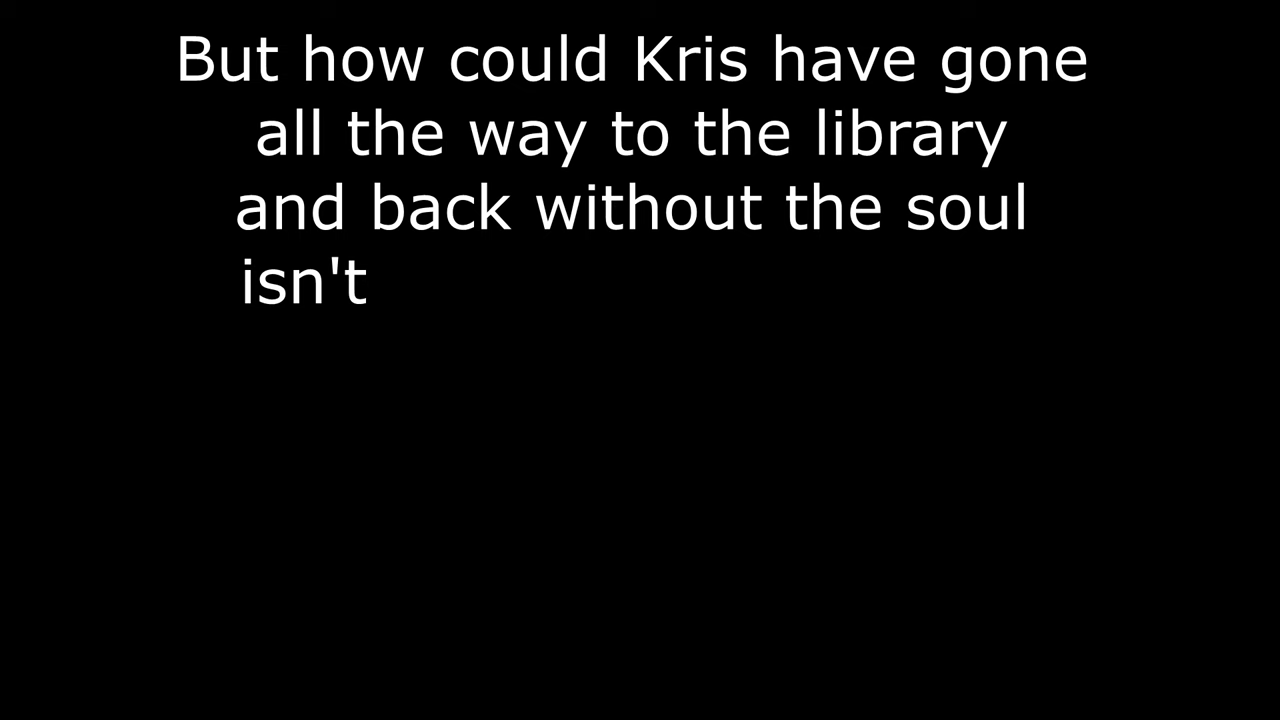 But how could Kris have gone
all the way to the library
and back without the soul
isn't